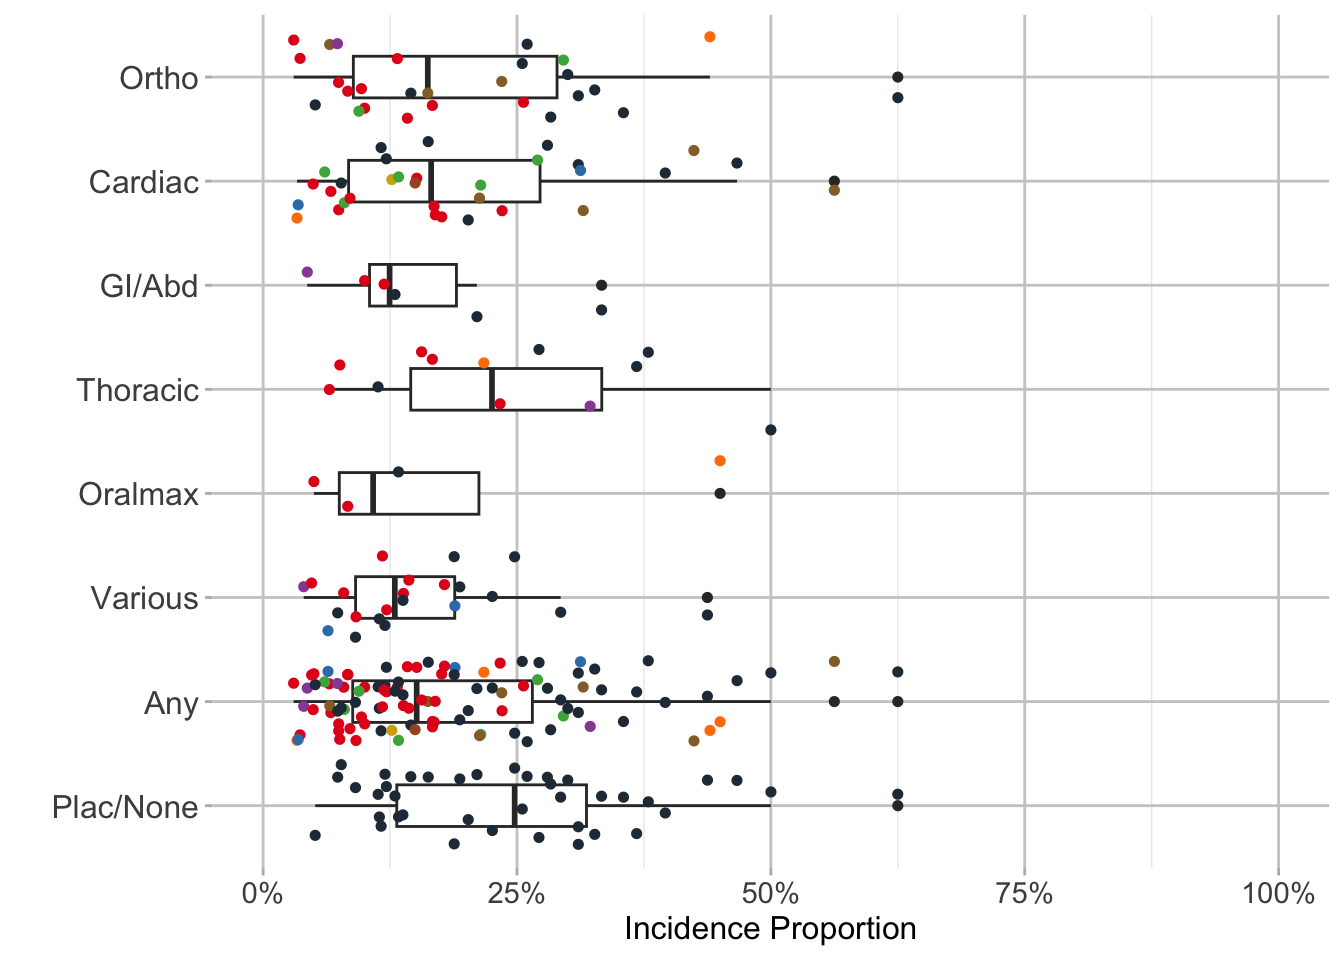 Ortho
Cardiac
GI/Abd
Thoracic
Oralmax
Various
Any
Plac/None
0% 25% 50% 75% 100%
Incidence Proportion